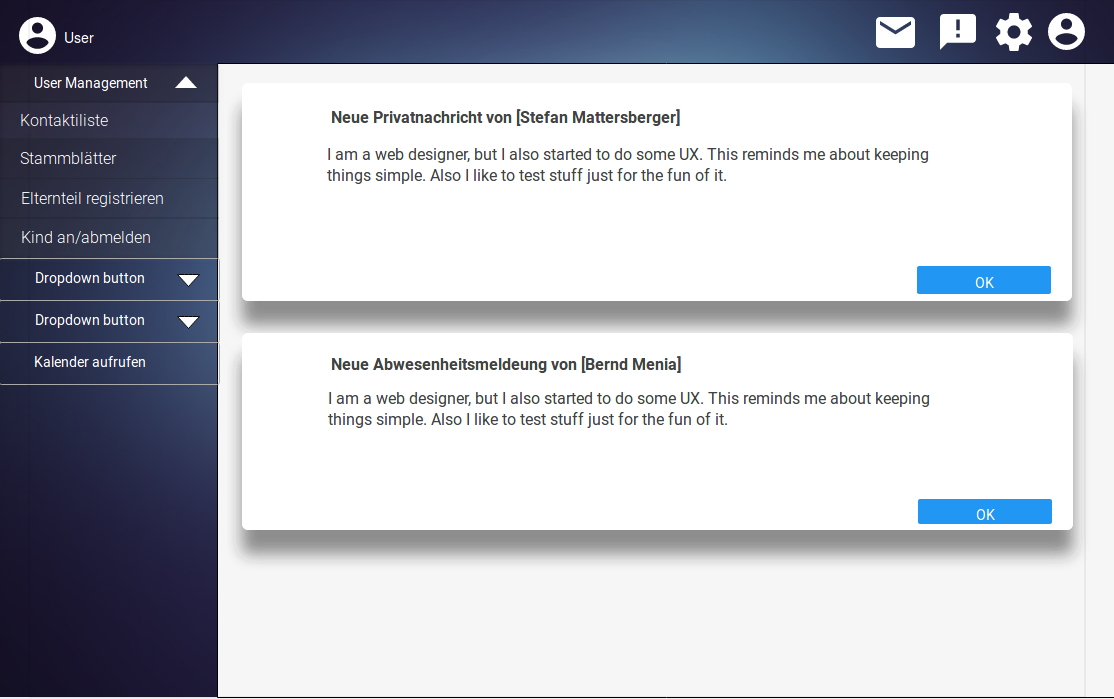 User
User Management
Kontaktiliste
Stammblätter
Elternteil registrieren
Kind an/abmelden
Dropdown button
Dropdown button
Kalender aufrufen
Neue Privatnachricht von [Stefan Mattersberger]
I am a web designer, but I also started to do some UX. This reminds me about keeping
things simple. Also I like to test stuff just for the fun of it.
OK
Neue Abwesenheitsmeldeung von [Bernd Menia]
I am a web designer, but I also started to do some UX. This reminds me about keeping
things simple. Also I like to test stuff just for the fun of it.
OK